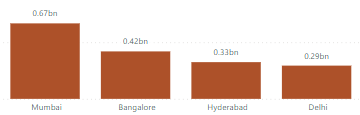 0.67bn
0.42bn
0.33bn
0.29bn
Mumbai
Bangalore
Hyderabad
Delhi